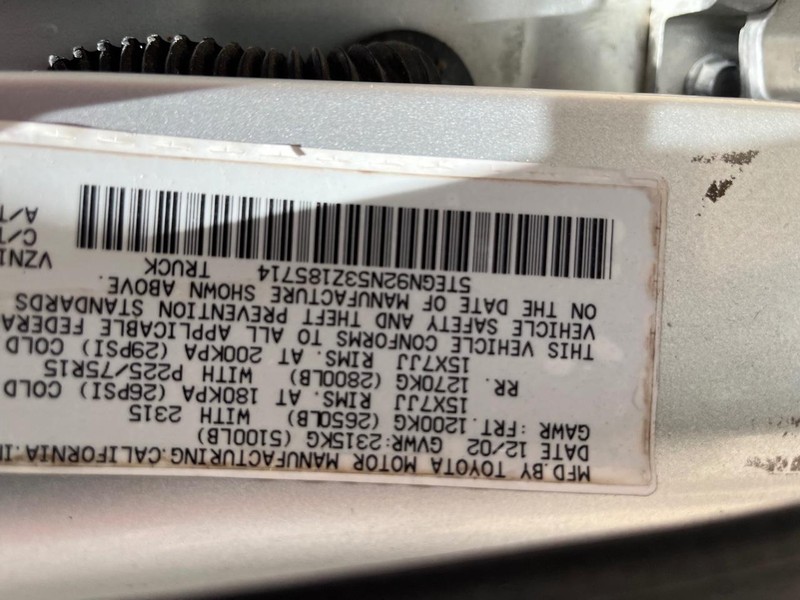 MFD.BY TOYOTA MOTOR MANUFACTURING.CALIFORNIA.IN
DATE 12/02 GVWR:2315KG (5100LB)
GAWR: FRT.1200KG (2650LB) WITH 2315
15X7JJ RIMS. AT 180KPA (26PSI) COLD
RR. 1270KG (2800LB) WITH P225/75R15
15X7JJ RIMS. AT 200KPA (29PSI) COLD
THIS VEHICLE CONFORMS TO ALL APPLICABLE FEDERA
VEHICLE SAFETY AND THEFT PREVENTION STANDARDS
ON THE DATE OF MANUFACTURE SHOWN ABOVE.
5TEGN92N53Z185714 TRUCK
VZN1
C/T
A/T